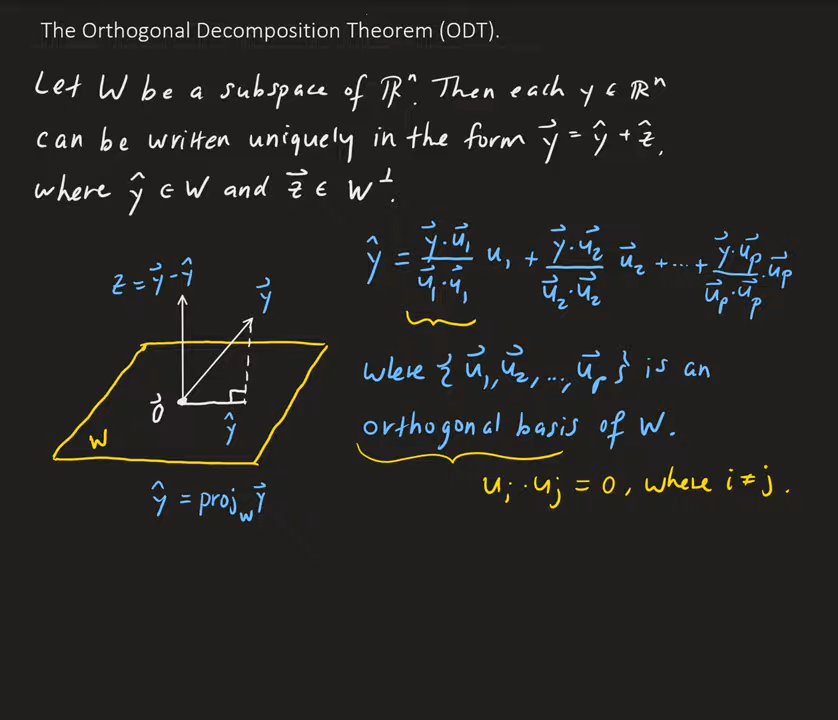 The Orthogonal Decomposition Theorem (ODT).
Let W be a subspace of ℝⁿ. Then each y ∈ ℝⁿ
can be written uniquely in the form y⃗ = ŷ + ẑ,
where ŷ ∈ W and z⃗ ∈ W^⊥.
ŷ = (y⃗·u⃗₁)/(u⃗₁·u⃗₁) u₁ + (y⃗·u⃗₂)/(u⃗₂·u⃗₂) u⃗₂ + ... + (y⃗·u⃗ₚ)/(u⃗ₚ·u⃗ₚ)·u⃗ₚ
z = y⃗ - ŷ
y⃗
0⃗
ŷ
W
ŷ = proj_W y⃗
where {u⃗₁, u⃗₂, ..., u⃗ₚ} is an
orthogonal basis of W.
uᵢ · uⱼ = 0, where i ≠ j.